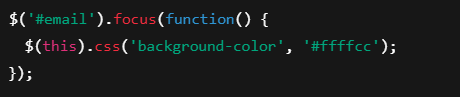 $('#email').focus(function() {
  $(this).css('background-color', '#ffffcc');
});